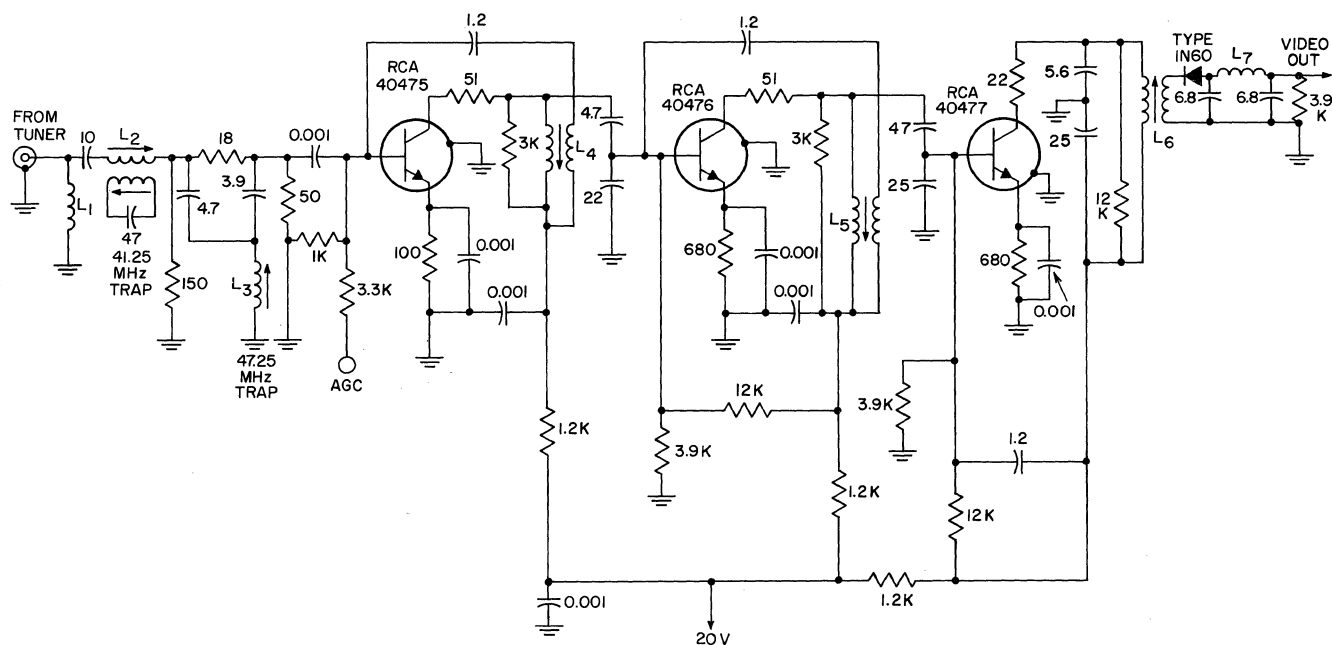 FROM
TUNER
10
L2
47
41.25
MHz
TRAP
L1
150
18
4.7
3.9
L3
47.25
MHz
TRAP
50
0.001
1K
3.3K
AGC
1.2
RCA
40475
51
3K
L4
4.7
22
100
0.001
0.001
1.2K
0.001
1.2
RCA
40476
51
3K
L5
47
25
680
0.001
0.001
12K
3.9K
1.2K
20V
RCA
40477
22
5.6
25
12
K
L6
680
0.001
3.9K
1.2
12K
1.2K
TYPE
IN60
L7
6.8
6.8
VIDEO
OUT
3.9
K